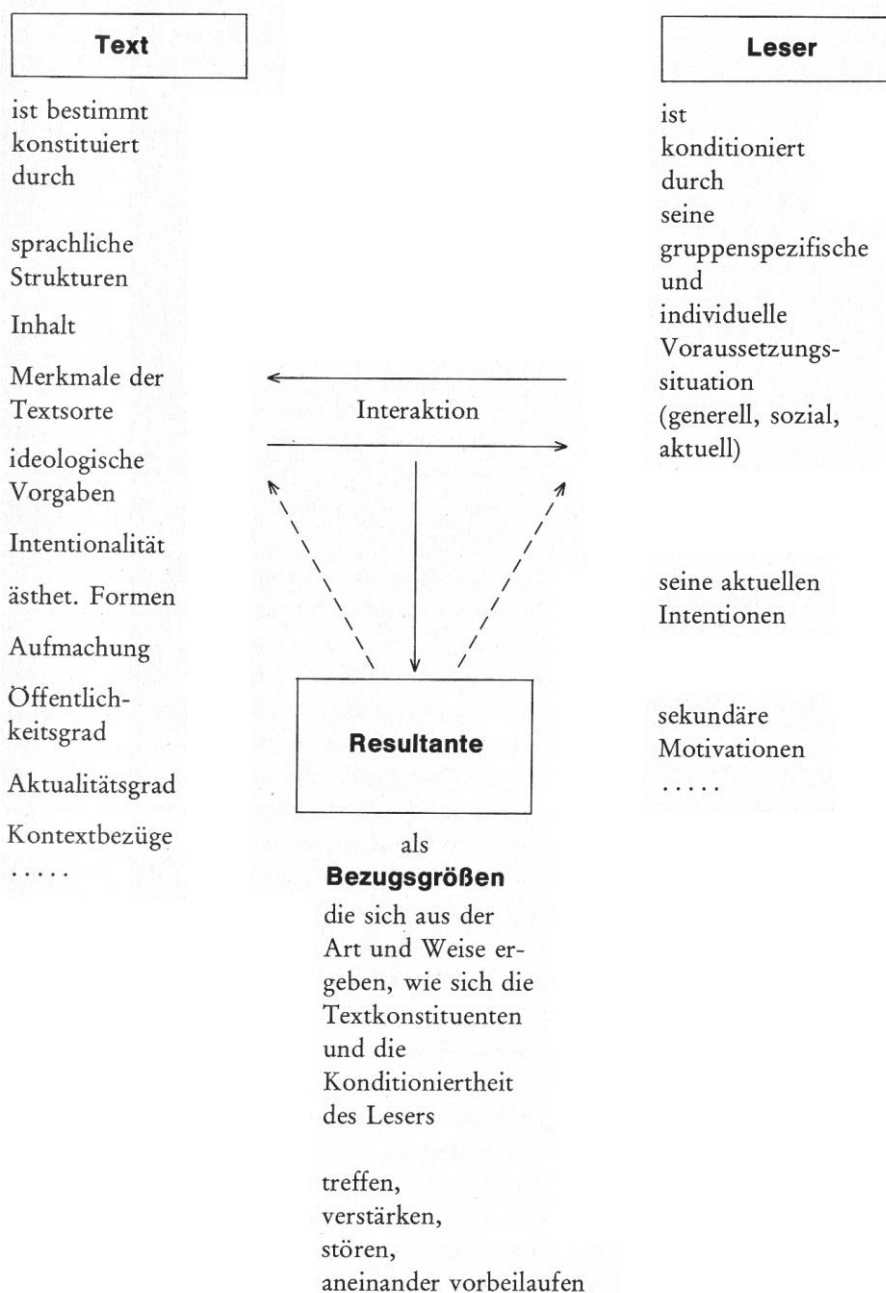 Text
ist bestimmt
konstituiert
durch
sprachliche
Strukturen
Inhalt
Merkmale der
Textsorte
ideologische
Vorgaben
Intentionalität
ästhet. Formen
Aufmachung
Öffentlich-
keitsgrad
Aktualitätsgrad
Kontextbezüge
.....
Interaktion
Resultante
als
Bezugsgrößen
die sich aus der
Art und Weise er-
geben, wie sich die
Textkonstituenten
und die
Konditioniertheit
des Lesers
treffen,
verstärken,
stören,
aneinander vorbeilaufen
Leser
ist
konditioniert
durch
seine
gruppenspezifische
und
individuelle
Voraussetzungs-
situation
(generell, sozial,
aktuell)
seine aktuellen
Intentionen
sekundäre
Motivationen
.....